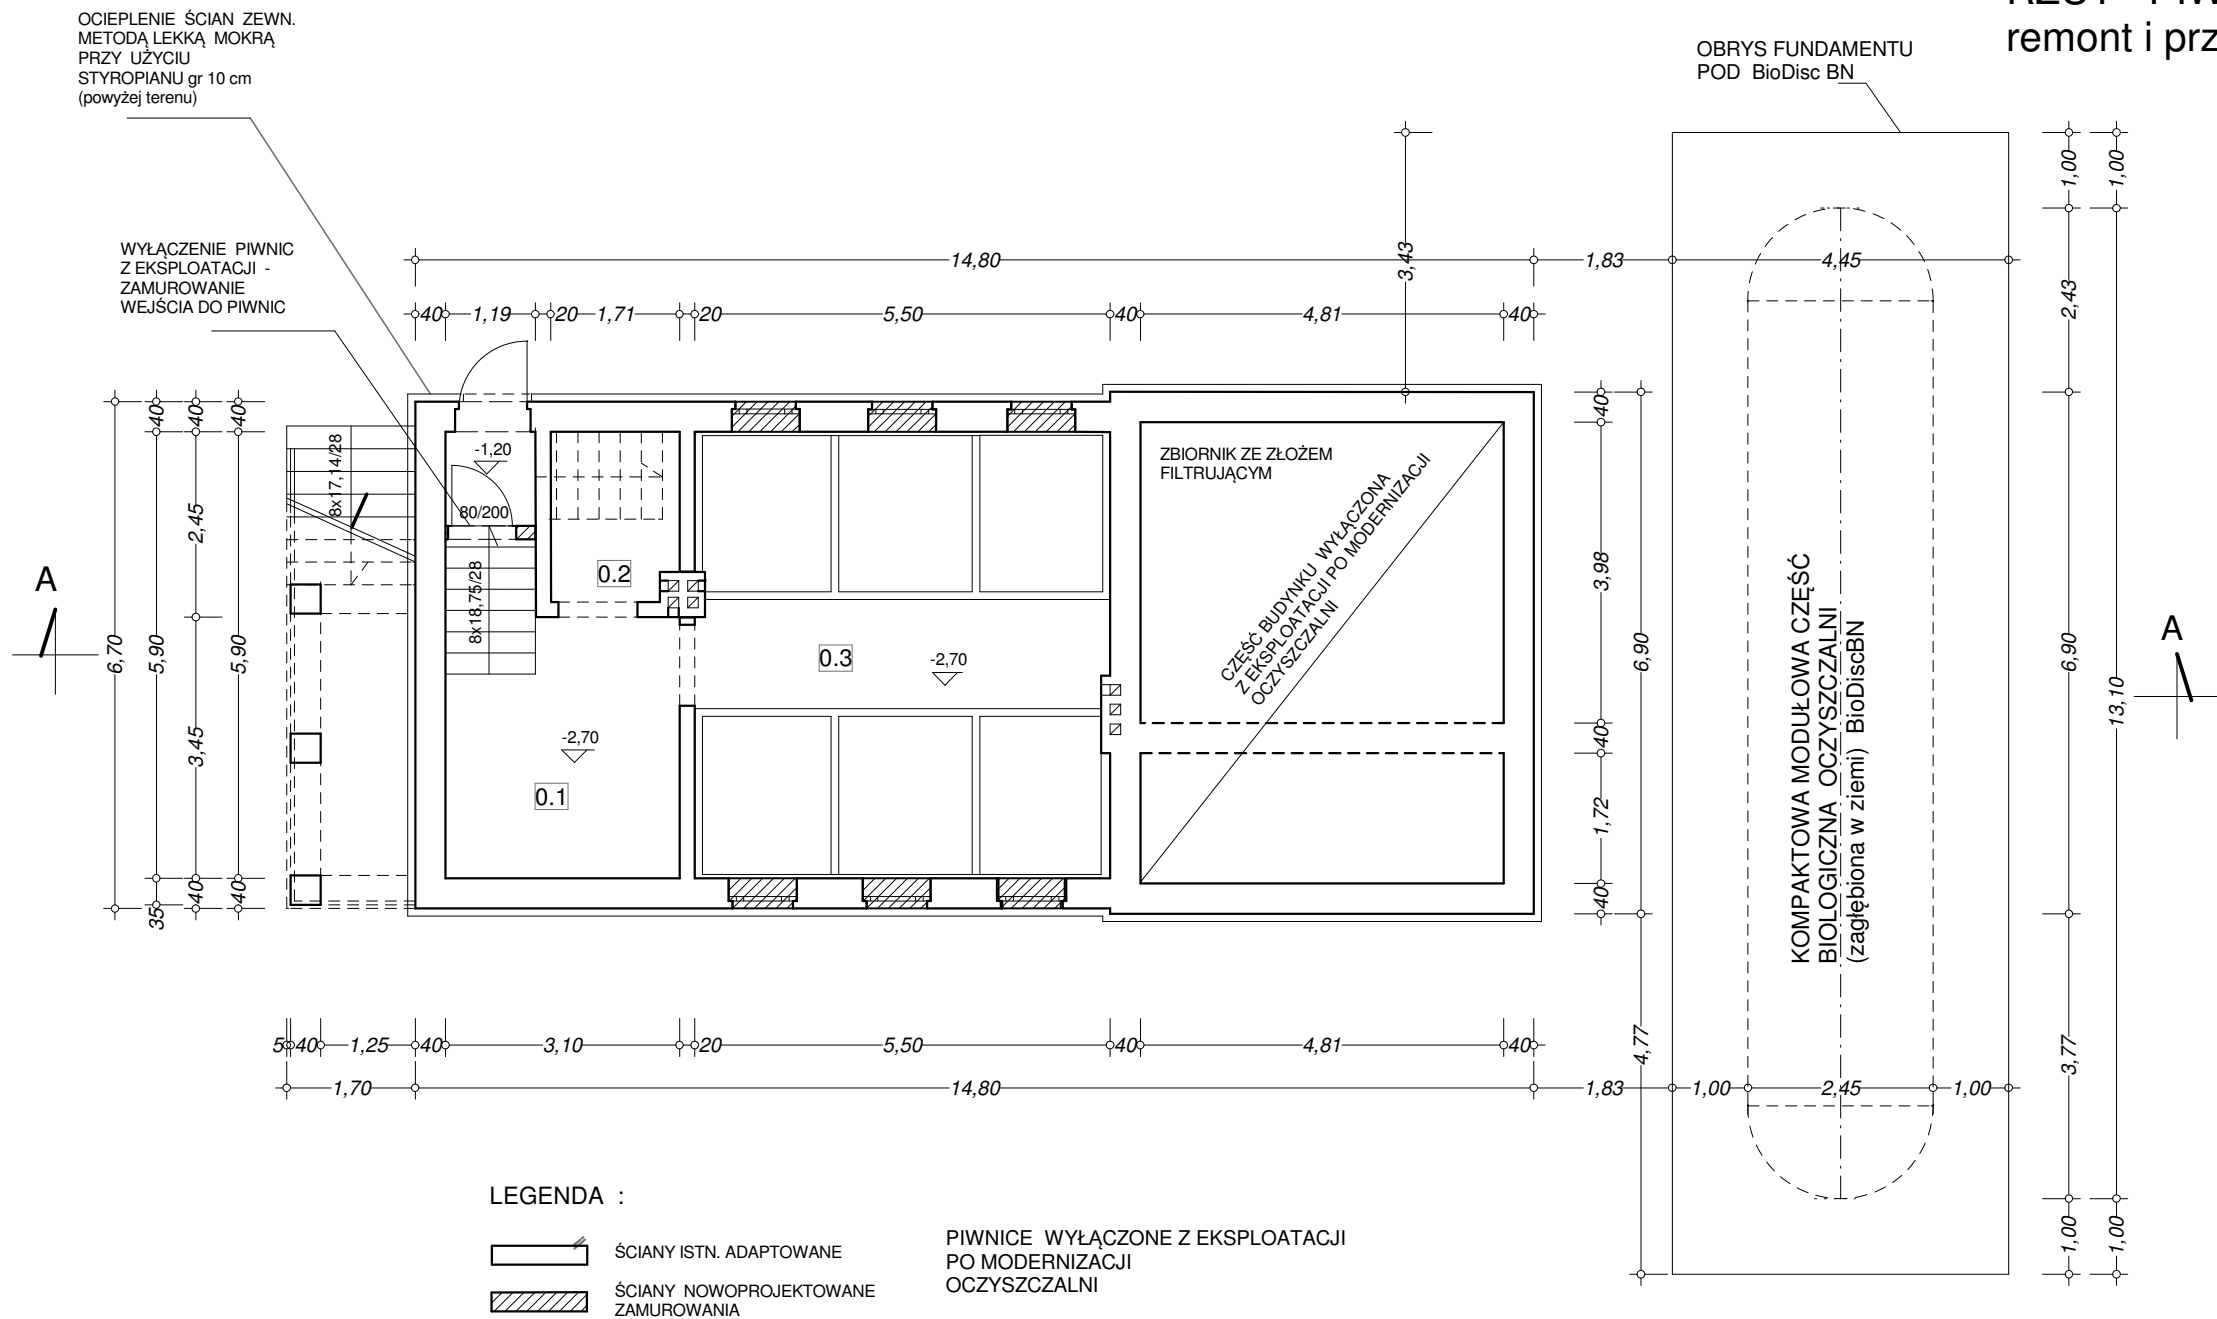 OCIEPLENIE ŚCIAN ZEWN.
METODĄ LEKKĄ MOKRĄ
PRZY UŻYCIU
STYROPIANU gr 10 cm
(powyżej terenu)
OBRYS FUNDAMENTU
POD BioDisc BN
remont i prz
WYŁĄCZENIE PIWNIC
Z EKSPLOATACJI -
ZAMUROWANIE
WEJŚCIA DO PIWNIC
14,80
3,43
1,83
4,45
40 1,19 20 1,71 20 5,50 40 4,81 40
1,00
1,00
2,43
6,90
3,77
1,00
13,10
1,00
40
5,90
35
40
2,45
3,45
40
40
5,90
40
6,70
A
A
8x17,14/28
-1,20
80/200
8x18,75/28
0.2
0.3
-2,70
-2,70
0.1
ZBIORNIK ZE ZŁOŻEM
FILTRUJĄCYM
CZĘŚĆ BUDYNKU WYŁĄCZONA
Z EKSPLOATACJI PO MODERNIZACJI
OCZYSZCZALNI
40
3,98
40
1,72
40
6,90
4,77
KOMPAKTOWA MODUŁOWA CZĘŚĆ
BIOLOGICZNA OCZYSZCZALNI
(zagłębiona w ziemi) BioDiscBN
5 40 1,25 40 3,10 20 5,50 40 4,81 40
1,70 14,80 1,83 1,00 2,45 1,00
LEGENDA :
ŚCIANY ISTN. ADAPTOWANE
ŚCIANY NOWOPROJEKTOWANE
ZAMUROWANIA
PIWNICE WYŁĄCZONE Z EKSPLOATACJI
PO MODERNIZACJI
OCZYSZCZALNI